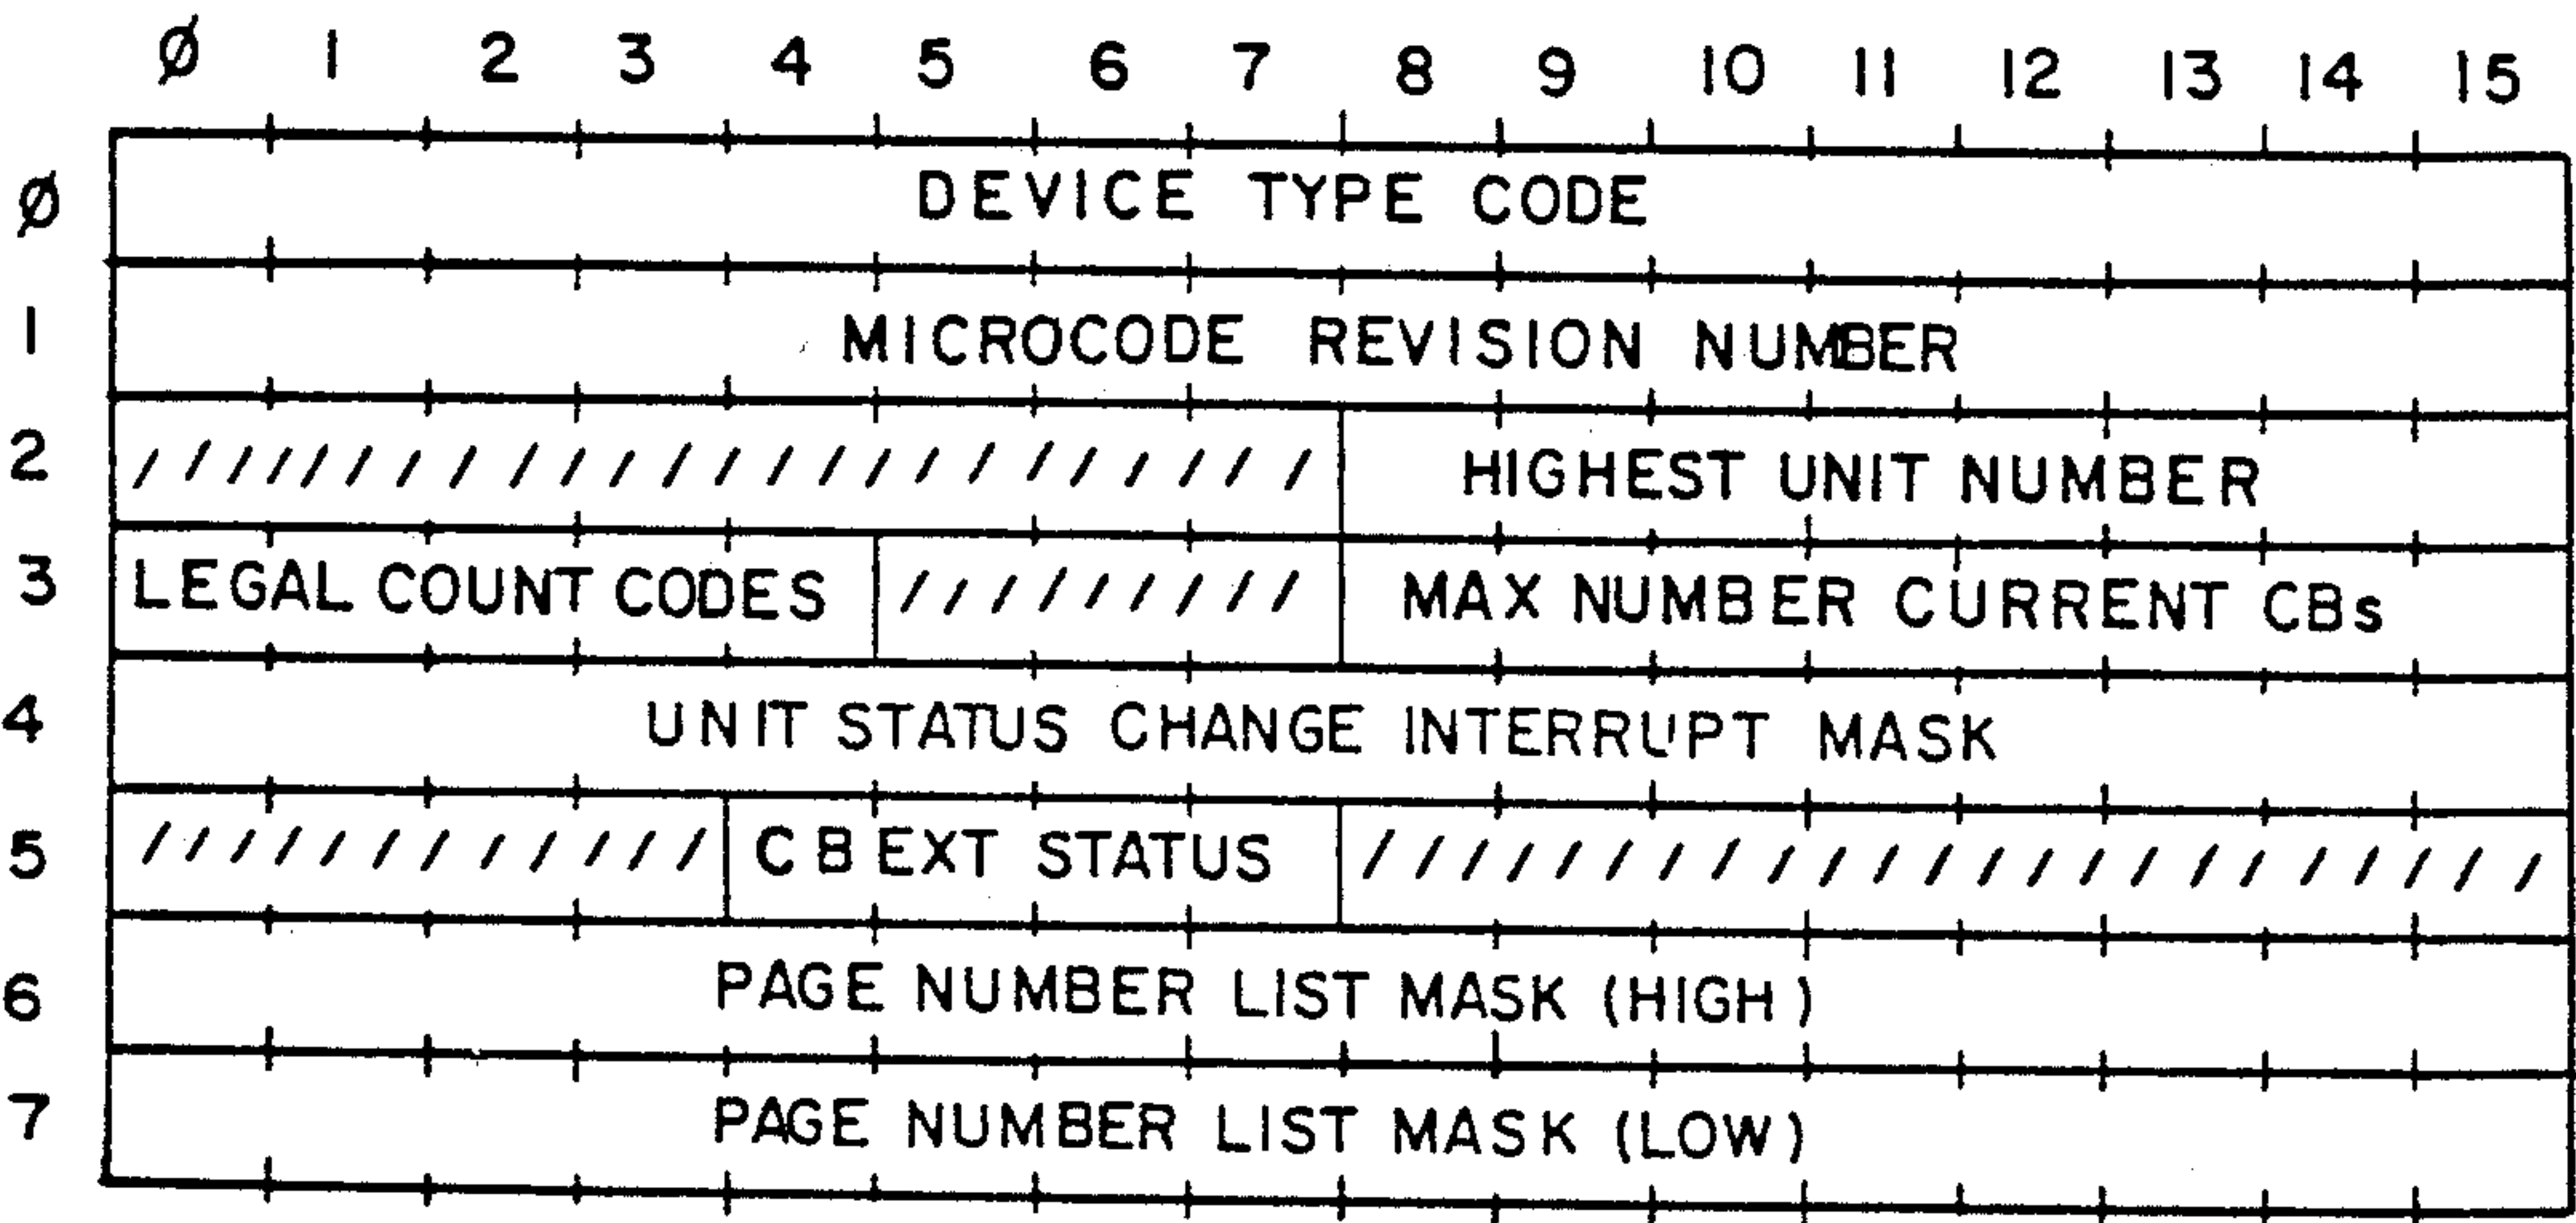 Ø 1 2 3 4 5 6 7 8 9 10 11 12 13 14 15
Ø DEVICE TYPE CODE
1 MICROCODE REVISION NUMBER
2 HIGHEST UNIT NUMBER
3 LEGAL COUNT CODES MAX NUMBER CURRENT CBs
4 UNIT STATUS CHANGE INTERRUPT MASK
5 CB EXT STATUS
6 PAGE NUMBER LIST MASK (HIGH)
7 PAGE NUMBER LIST MASK (LOW)